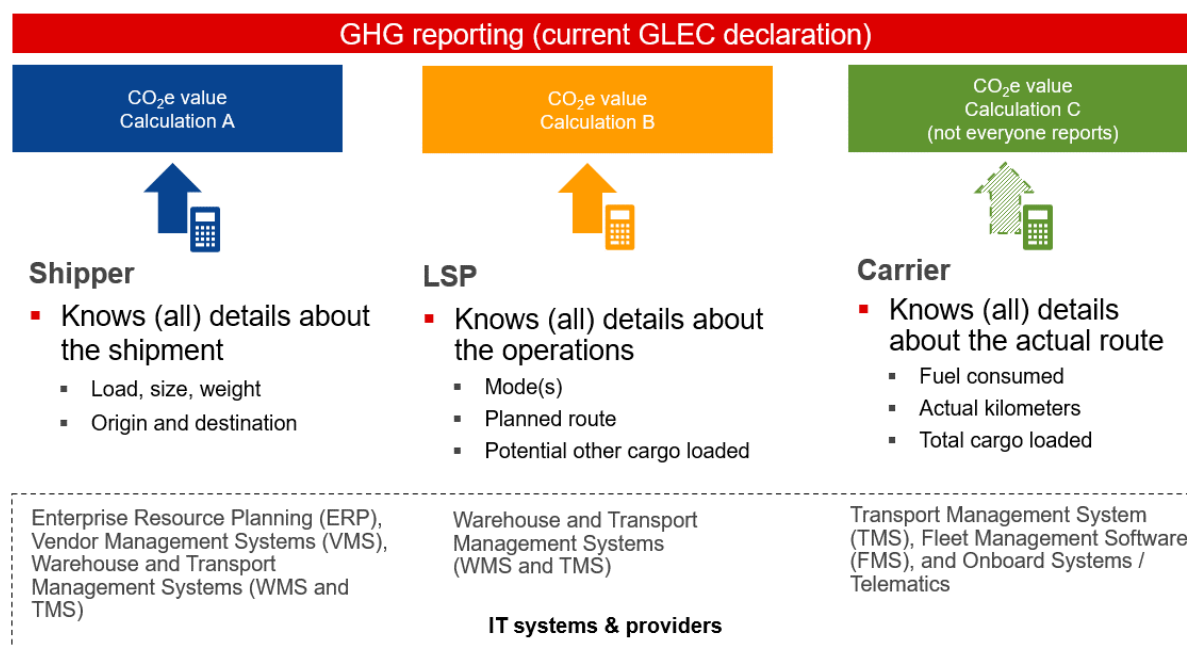 GHG reporting (current GLEC declaration)
CO₂e value
Calculation A
CO₂e value
Calculation B
CO₂e value
Calculation C
(not everyone reports)
Shipper
Knows (all) details about
the shipment
Load, size, weight
Origin and destination
LSP
Knows (all) details about
the operations
Mode(s)
Planned route
Potential other cargo loaded
Carrier
Knows (all) details
about the actual route
Fuel consumed
Actual kilometers
Total cargo loaded
Enterprise Resource Planning (ERP),
Vendor Management Systems (VMS),
Warehouse and Transport
Management Systems (WMS and
TMS)
Warehouse and Transport
Management Systems
(WMS and TMS)
Transport Management System
(TMS), Fleet Management Software
(FMS), and Onboard Systems /
Telematics
IT systems & providers